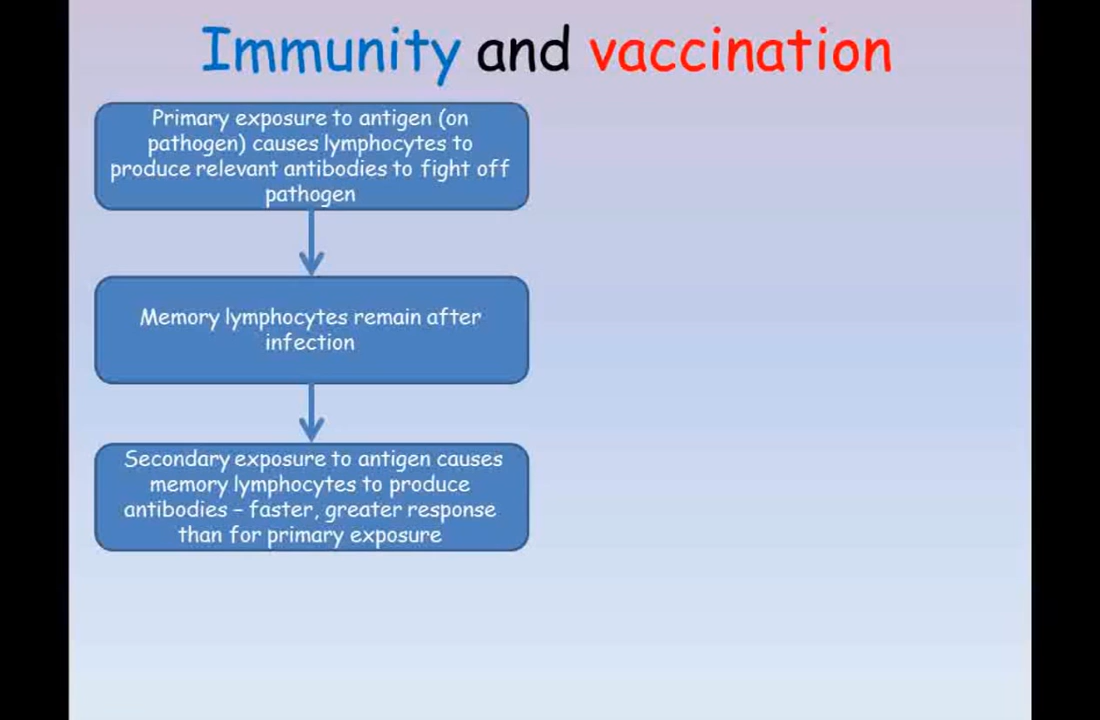 Immunity and vaccination
Primary exposure to antigen (on
pathogen) causes lymphocytes to
produce relevant antibodies to fight off
pathogen
Memory lymphocytes remain after
infection
Secondary exposure to antigen causes
memory lymphocytes to produce
antibodies – faster, greater response
than for primary exposure